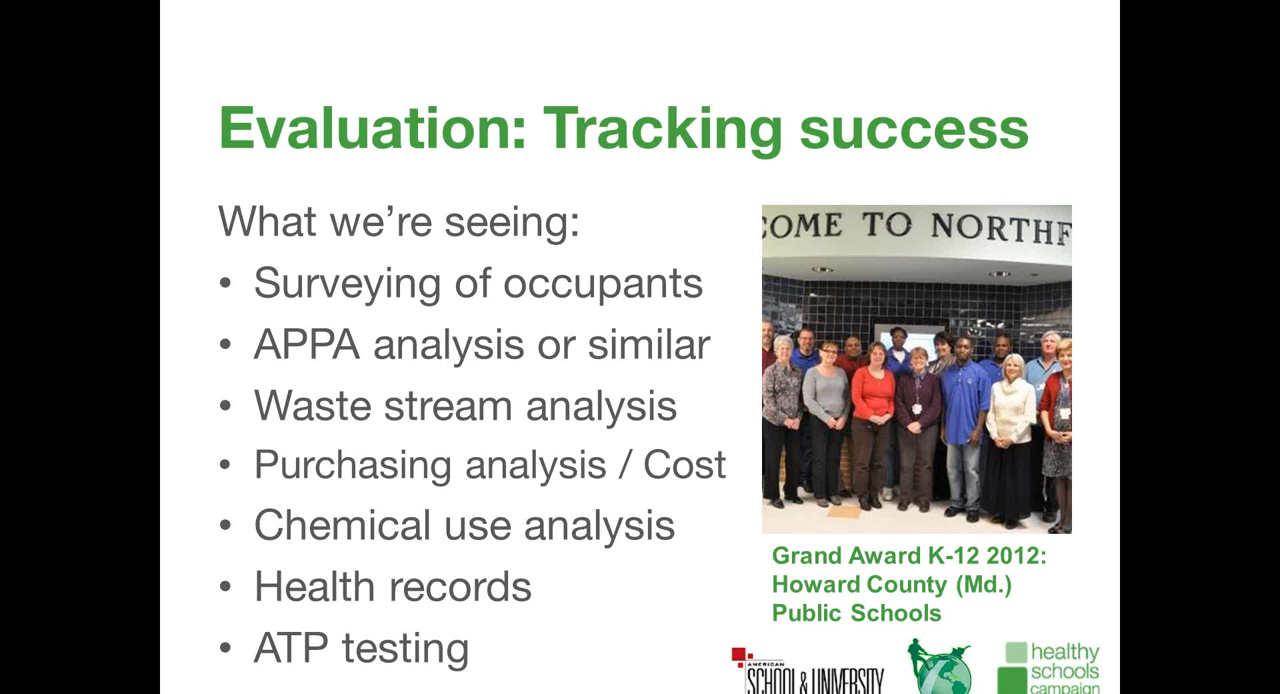 Evaluation: Tracking success
What we’re seeing:
• Surveying of occupants
• APPA analysis or similar
• Waste stream analysis
• Purchasing analysis / Cost
• Chemical use analysis
• Health records
• ATP testing
COME TO NORTHF
Grand Award K-12 2012:
Howard County (Md.)
Public Schools
AMERICAN
SCHOOL & UNIVERSITY
healthy
schools
campaign